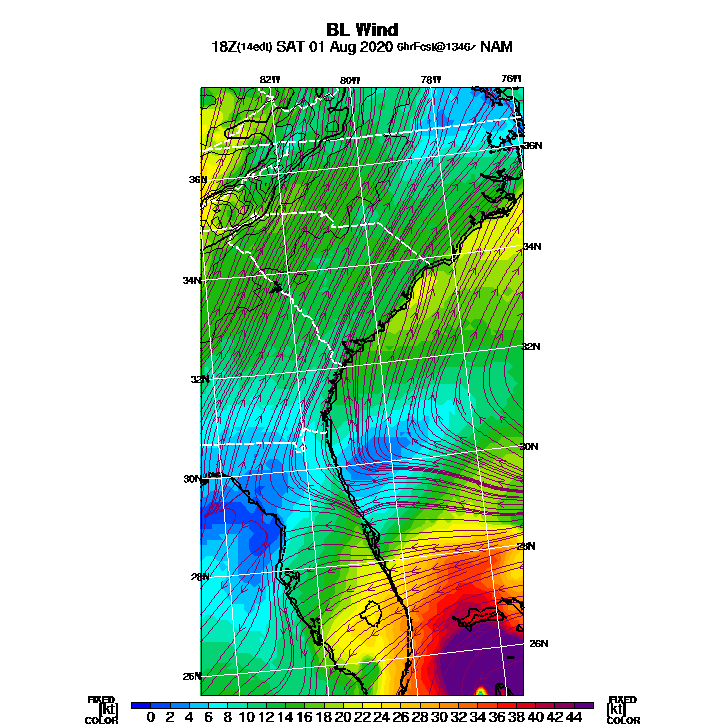 BL Wind
18Z(14edt) SAT 01 Aug 2020 6hrFcst@1346z NAM
82W 80W 78W 76W
36N
36N
34N
34N
32N
32N
30N
30N
28N
28N
26N
26N
FIXED FIXED
[kt] 0 2 4 6 8 10 12 14 16 18 20 22 24 26 28 30 32 34 36 38 40 42 44 [kt]
COLOR COLOR